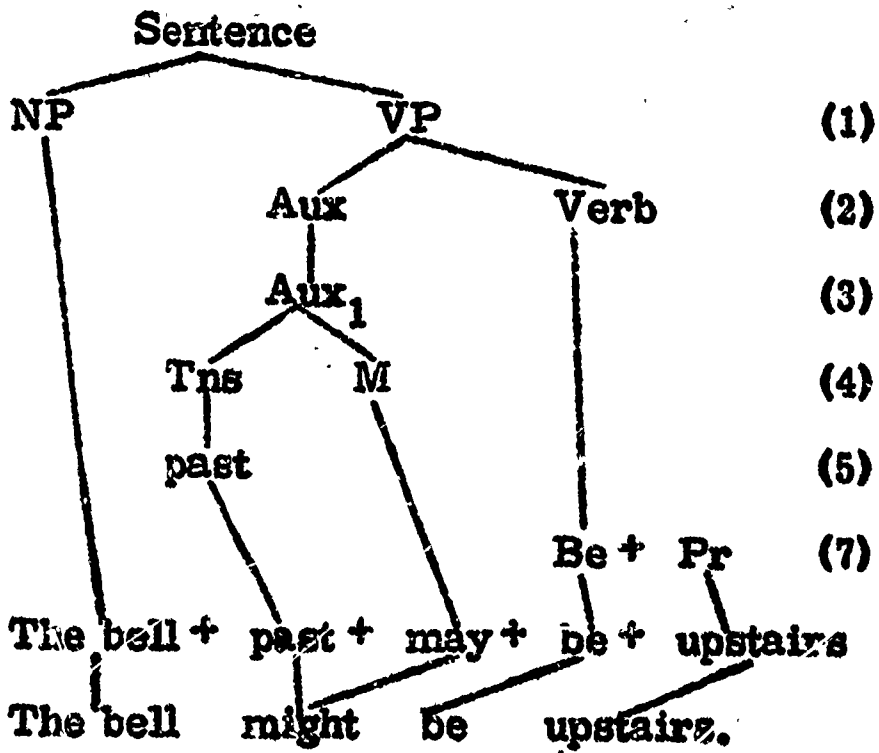 Sentence
NP VP (1)
Aux Verb (2)
Aux1 (3)
Tns M (4)
past (5)
Be + Pr (7)
The bell + past + may + be + upstairs
The bell might be upstairs.